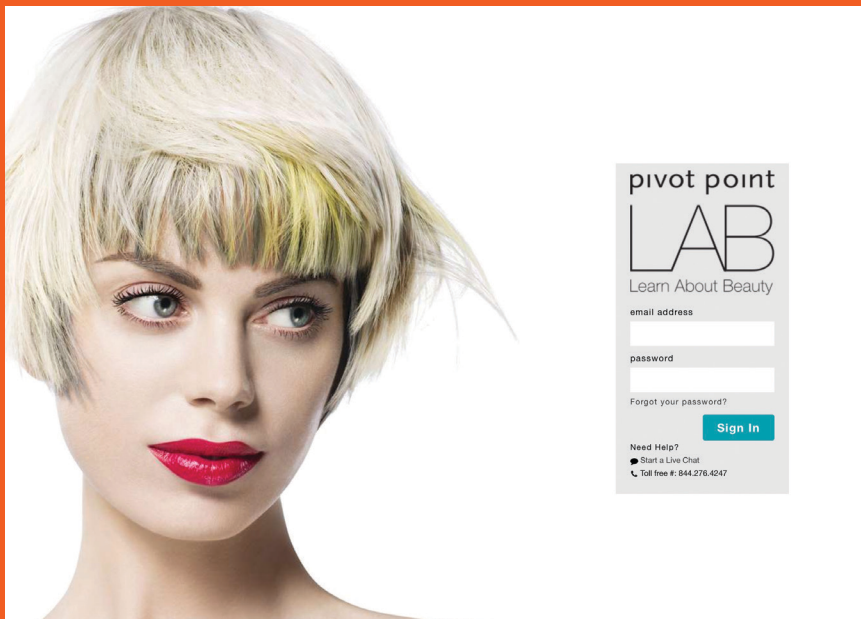 pivot point
LAB
Learn About Beauty
email address
password
Forgot your password?
Sign In
Need Help?
Start a Live Chat
Toll free #: 844.276.4247